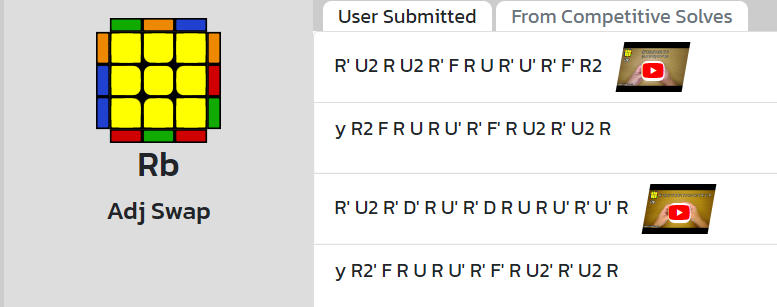 User Submitted
From Competitive Solves
R' U2 R U2 R' F R U R' U' R' F' R2
y R2 F R U R U' R' F' R U2 R' U2 R
Rb
Adj Swap
R' U2 R' D' R U' R' D R U R U' R' U' R
y R2' F R U R U' R' F' R U2' R' U2 R